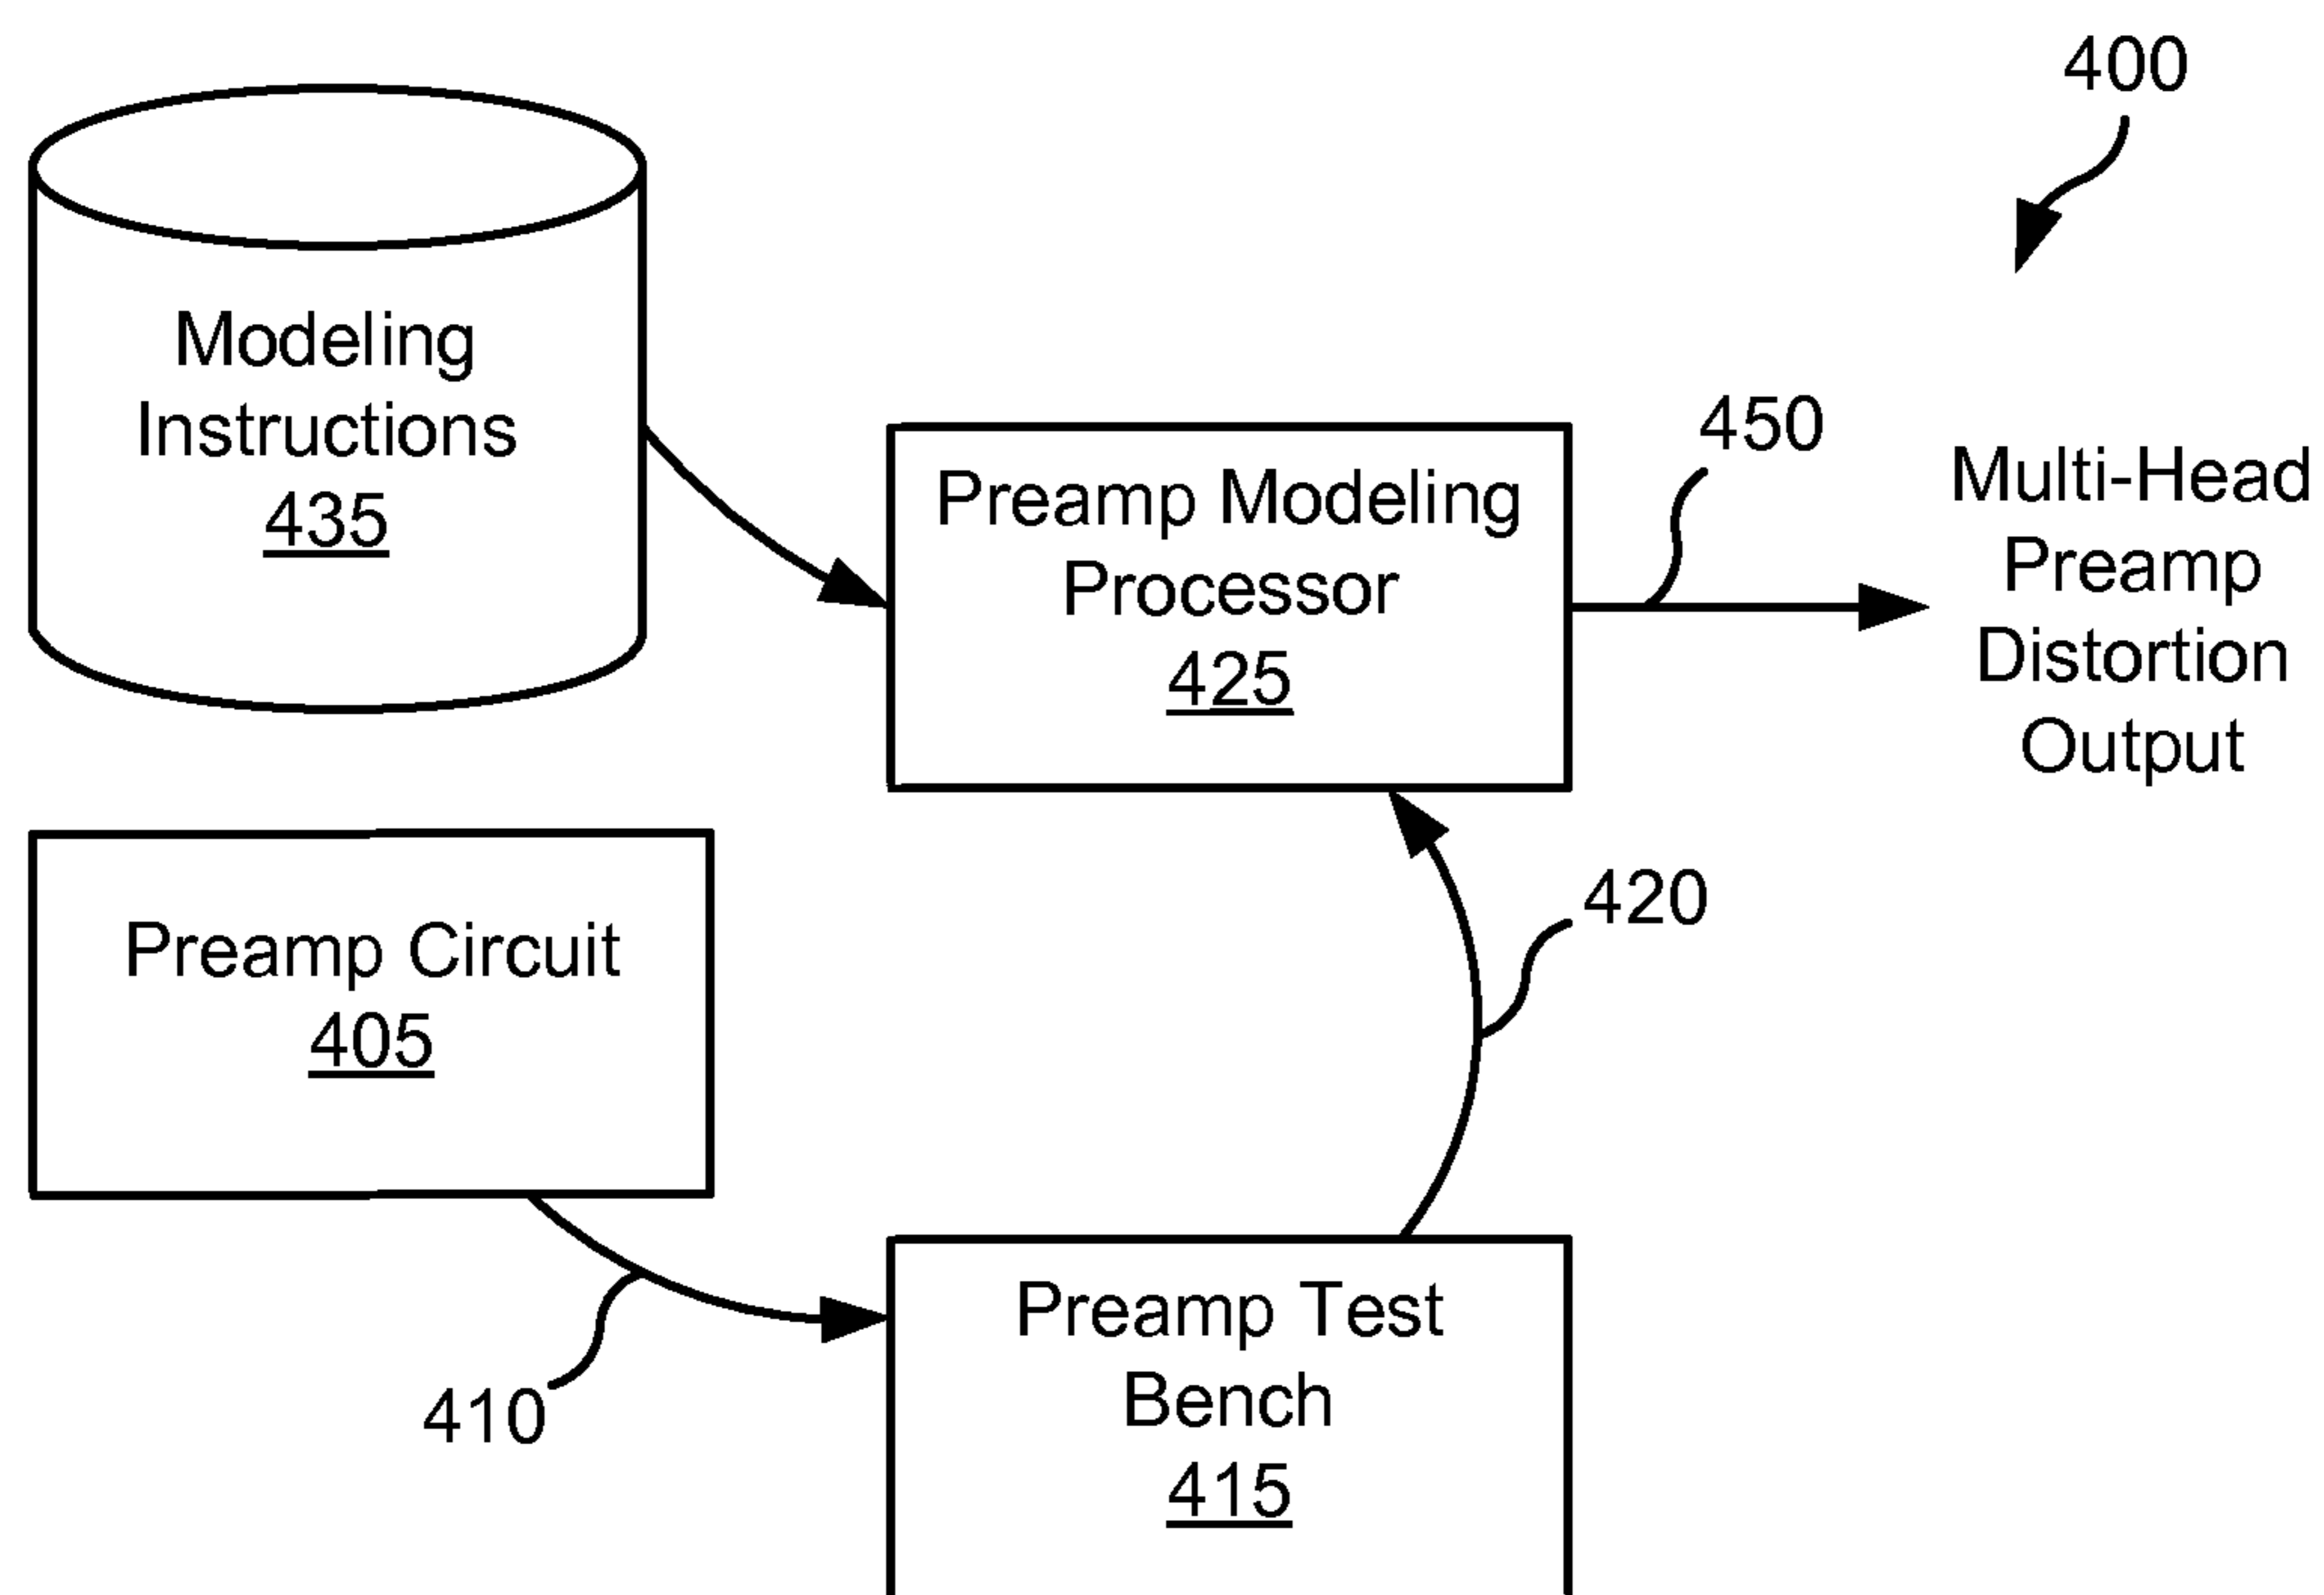 400
Modeling
Instructions
435
Preamp Modeling
Processor
425
450
Multi-Head
Preamp
Distortion
Output
Preamp Circuit
405
420
410
Preamp Test
Bench
415